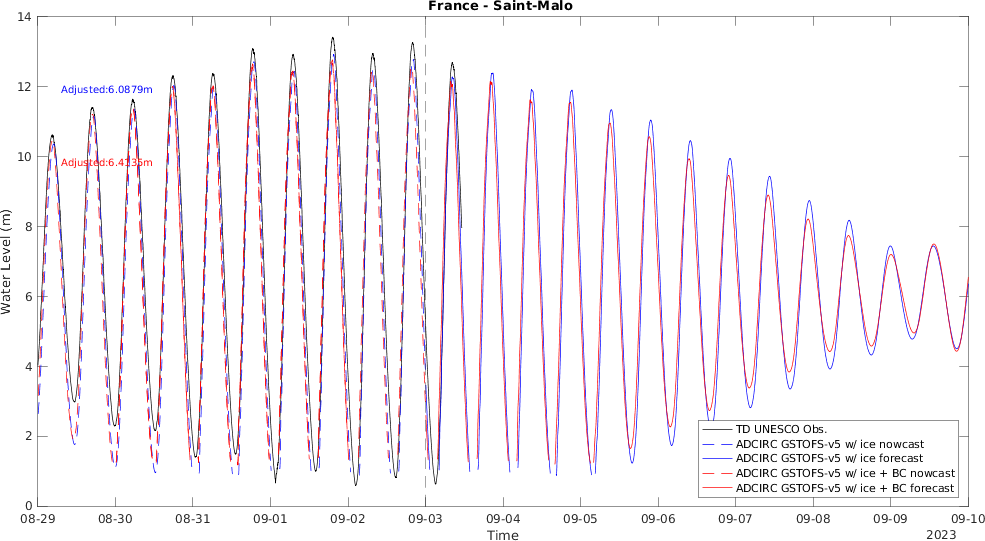 France - Saint-Malo
14
12
10
8
6
4
2
0
Water Level (m)
Adjusted:6.0879m
Adjusted:6.4135m
TD UNESCO Obs.
ADCIRC GSTOFS-v5 w/ ice nowcast
ADCIRC GSTOFS-v5 w/ ice forecast
ADCIRC GSTOFS-v5 w/ ice + BC nowcast
ADCIRC GSTOFS-v5 w/ ice + BC forecast
08-29 08-30 08-31 09-01 09-02 09-03 09-04 09-05 09-06 09-07 09-08 09-09 09-10
Time
2023